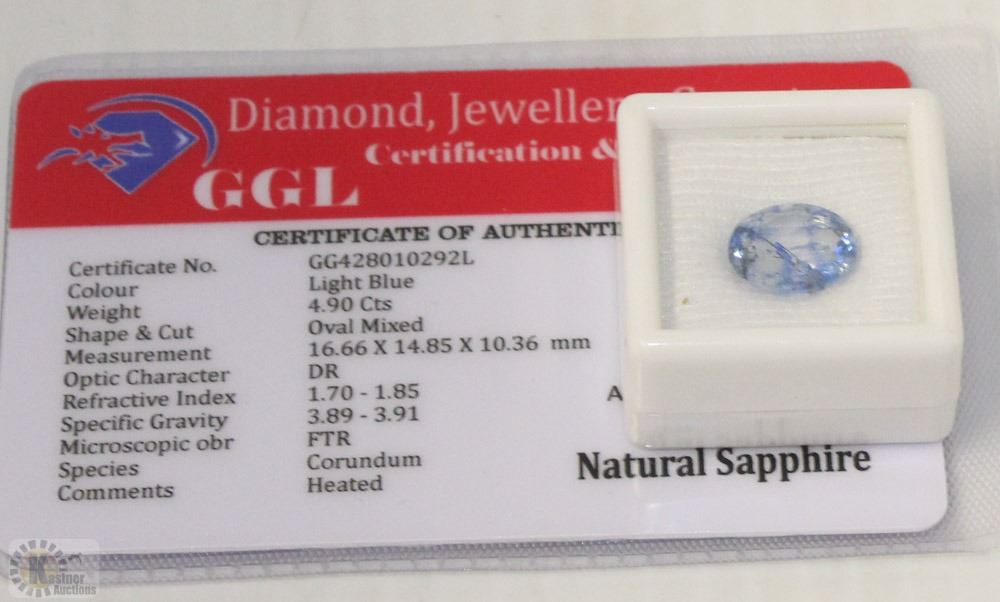 Diamond, Jeweller
Certification &
GGL
CERTIFICATE OF AUTHENTI
Certificate No. GG428010292L
Colour Light Blue
Weight 4.90 Cts
Shape & Cut Oval Mixed
Measurement 16.66 X 14.85 X 10.36 mm
Optic Character DR
Refractive Index 1.70 - 1.85
Specific Gravity 3.89 - 3.91
Microscopic obr FTR
Species Corundum
Comments Heated
A
Natural Sapphire
Kastner
Auctions